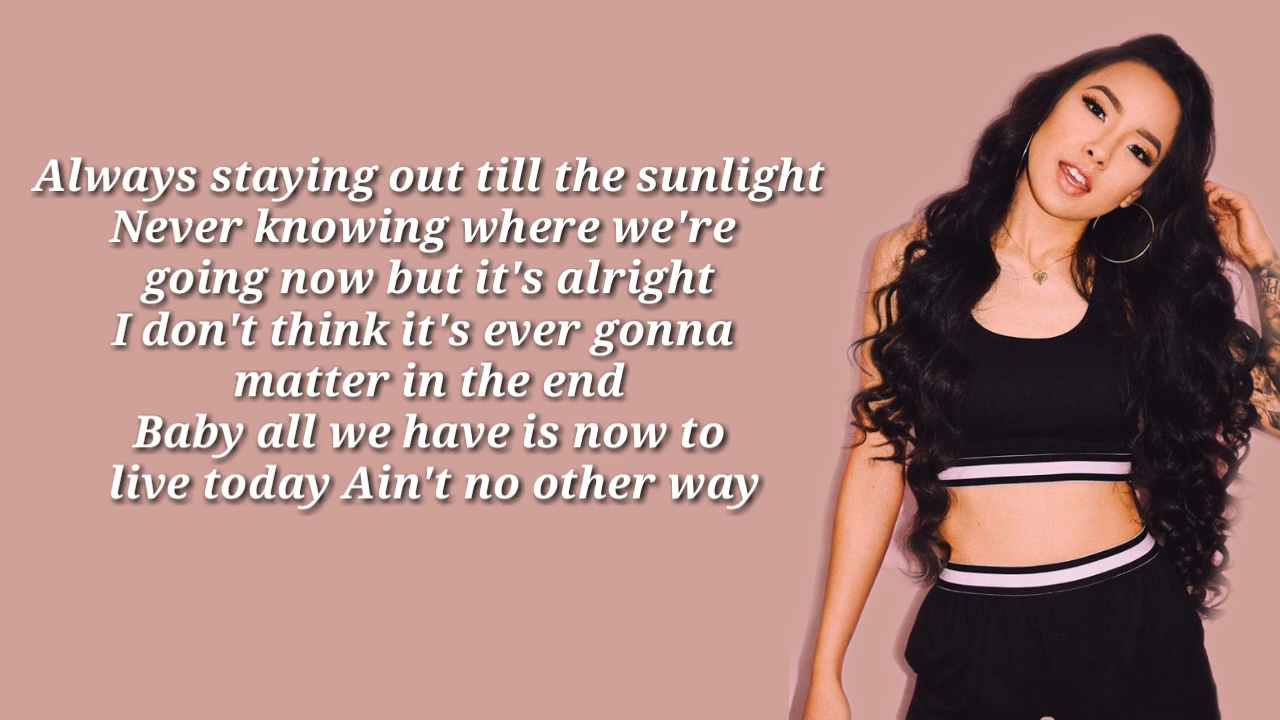 Always staying out till the sunlight
Never knowing where we're
going now but it's alright
I don't think it's ever gonna
matter in the end
Baby all we have is now to
live today Ain't no other way